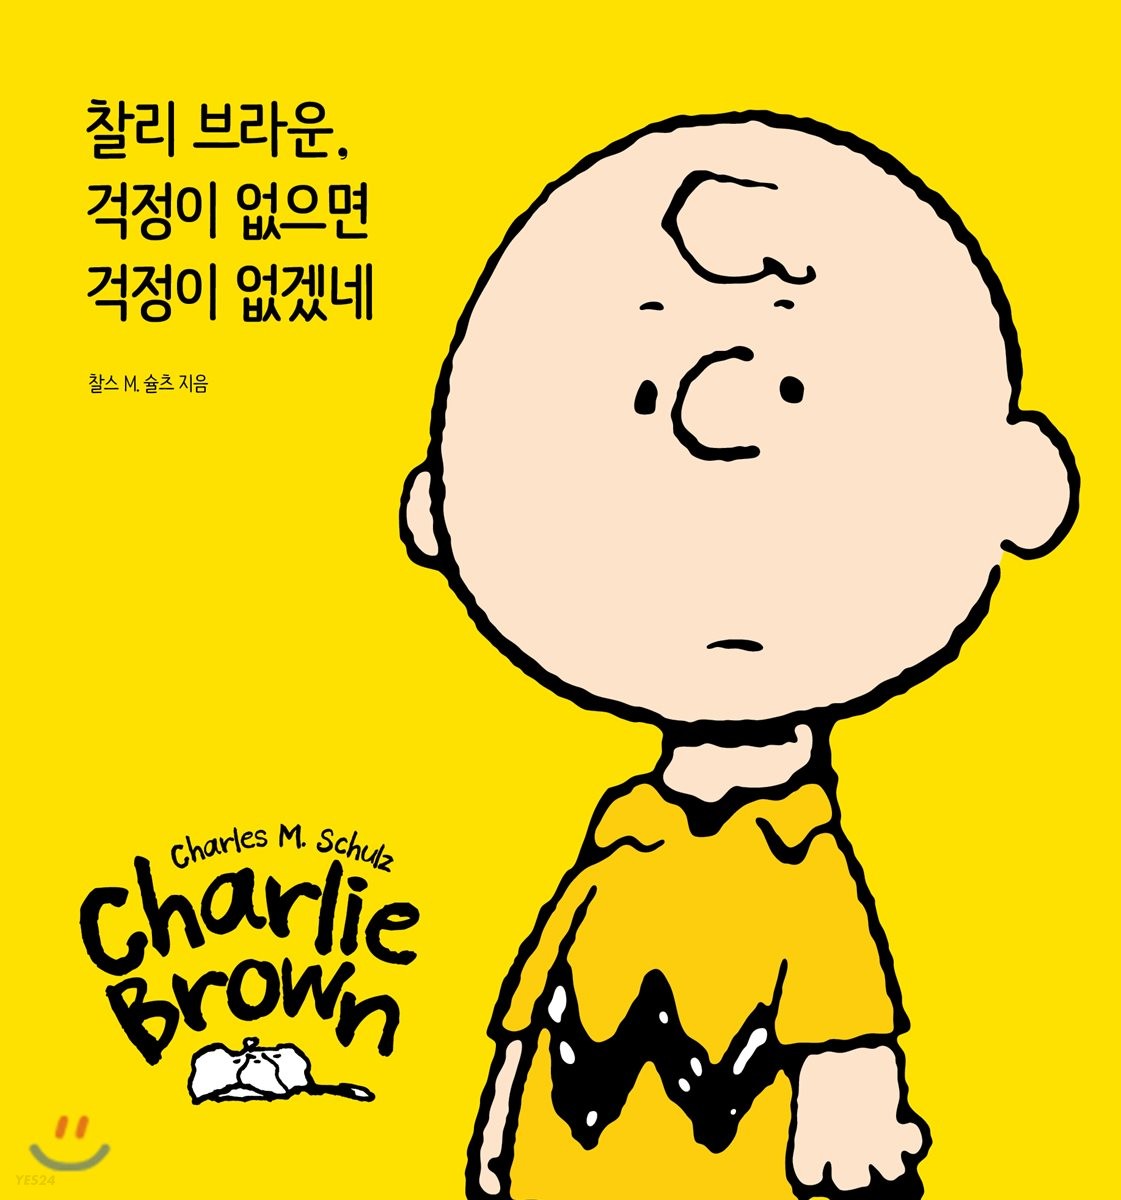 찰리 브라운,
걱정이 없으면
걱정이 없겠네
찰스 M. 슐츠 지음
Charles M. Schulz
Charlie
Brown
YES24